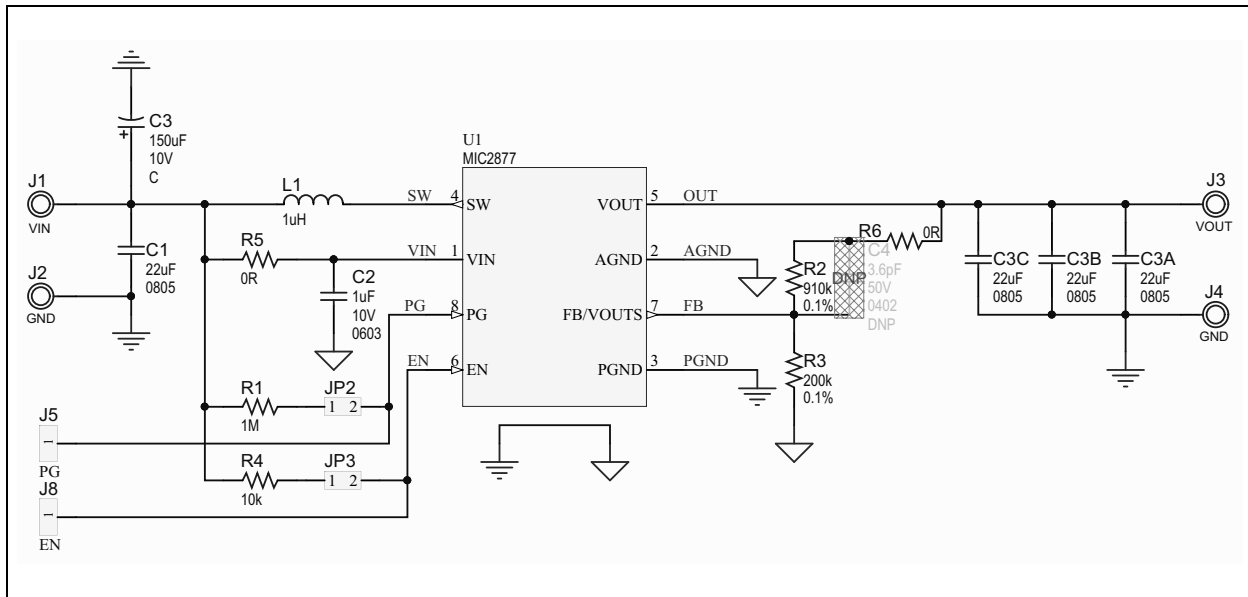 C3
150uF
10V
C
+
J1
VIN
C1
22uF
0805
J2
GND
L1
1uH
R5
0R
C2
1uF
10V
0603
SW
VIN
PG
EN
U1
MIC2877
4
SW
1
VIN
8
PG
6
EN
VOUT
5
OUT
AGND
2
AGND
FB/VOUTS
7
FB
PGND
3
PGND
R1
1M
JP2
1 2
R4
10k
JP3
1 2
J5
1
PG
J8
1
EN
R6
0R
R2
910k
0.1%
DNP
C4
3.6pF
50V
0402
DNP
R3
200k
0.1%
C3C
22uF
0805
C3B
22uF
0805
C3A
22uF
0805
J3
VOUT
J4
GND